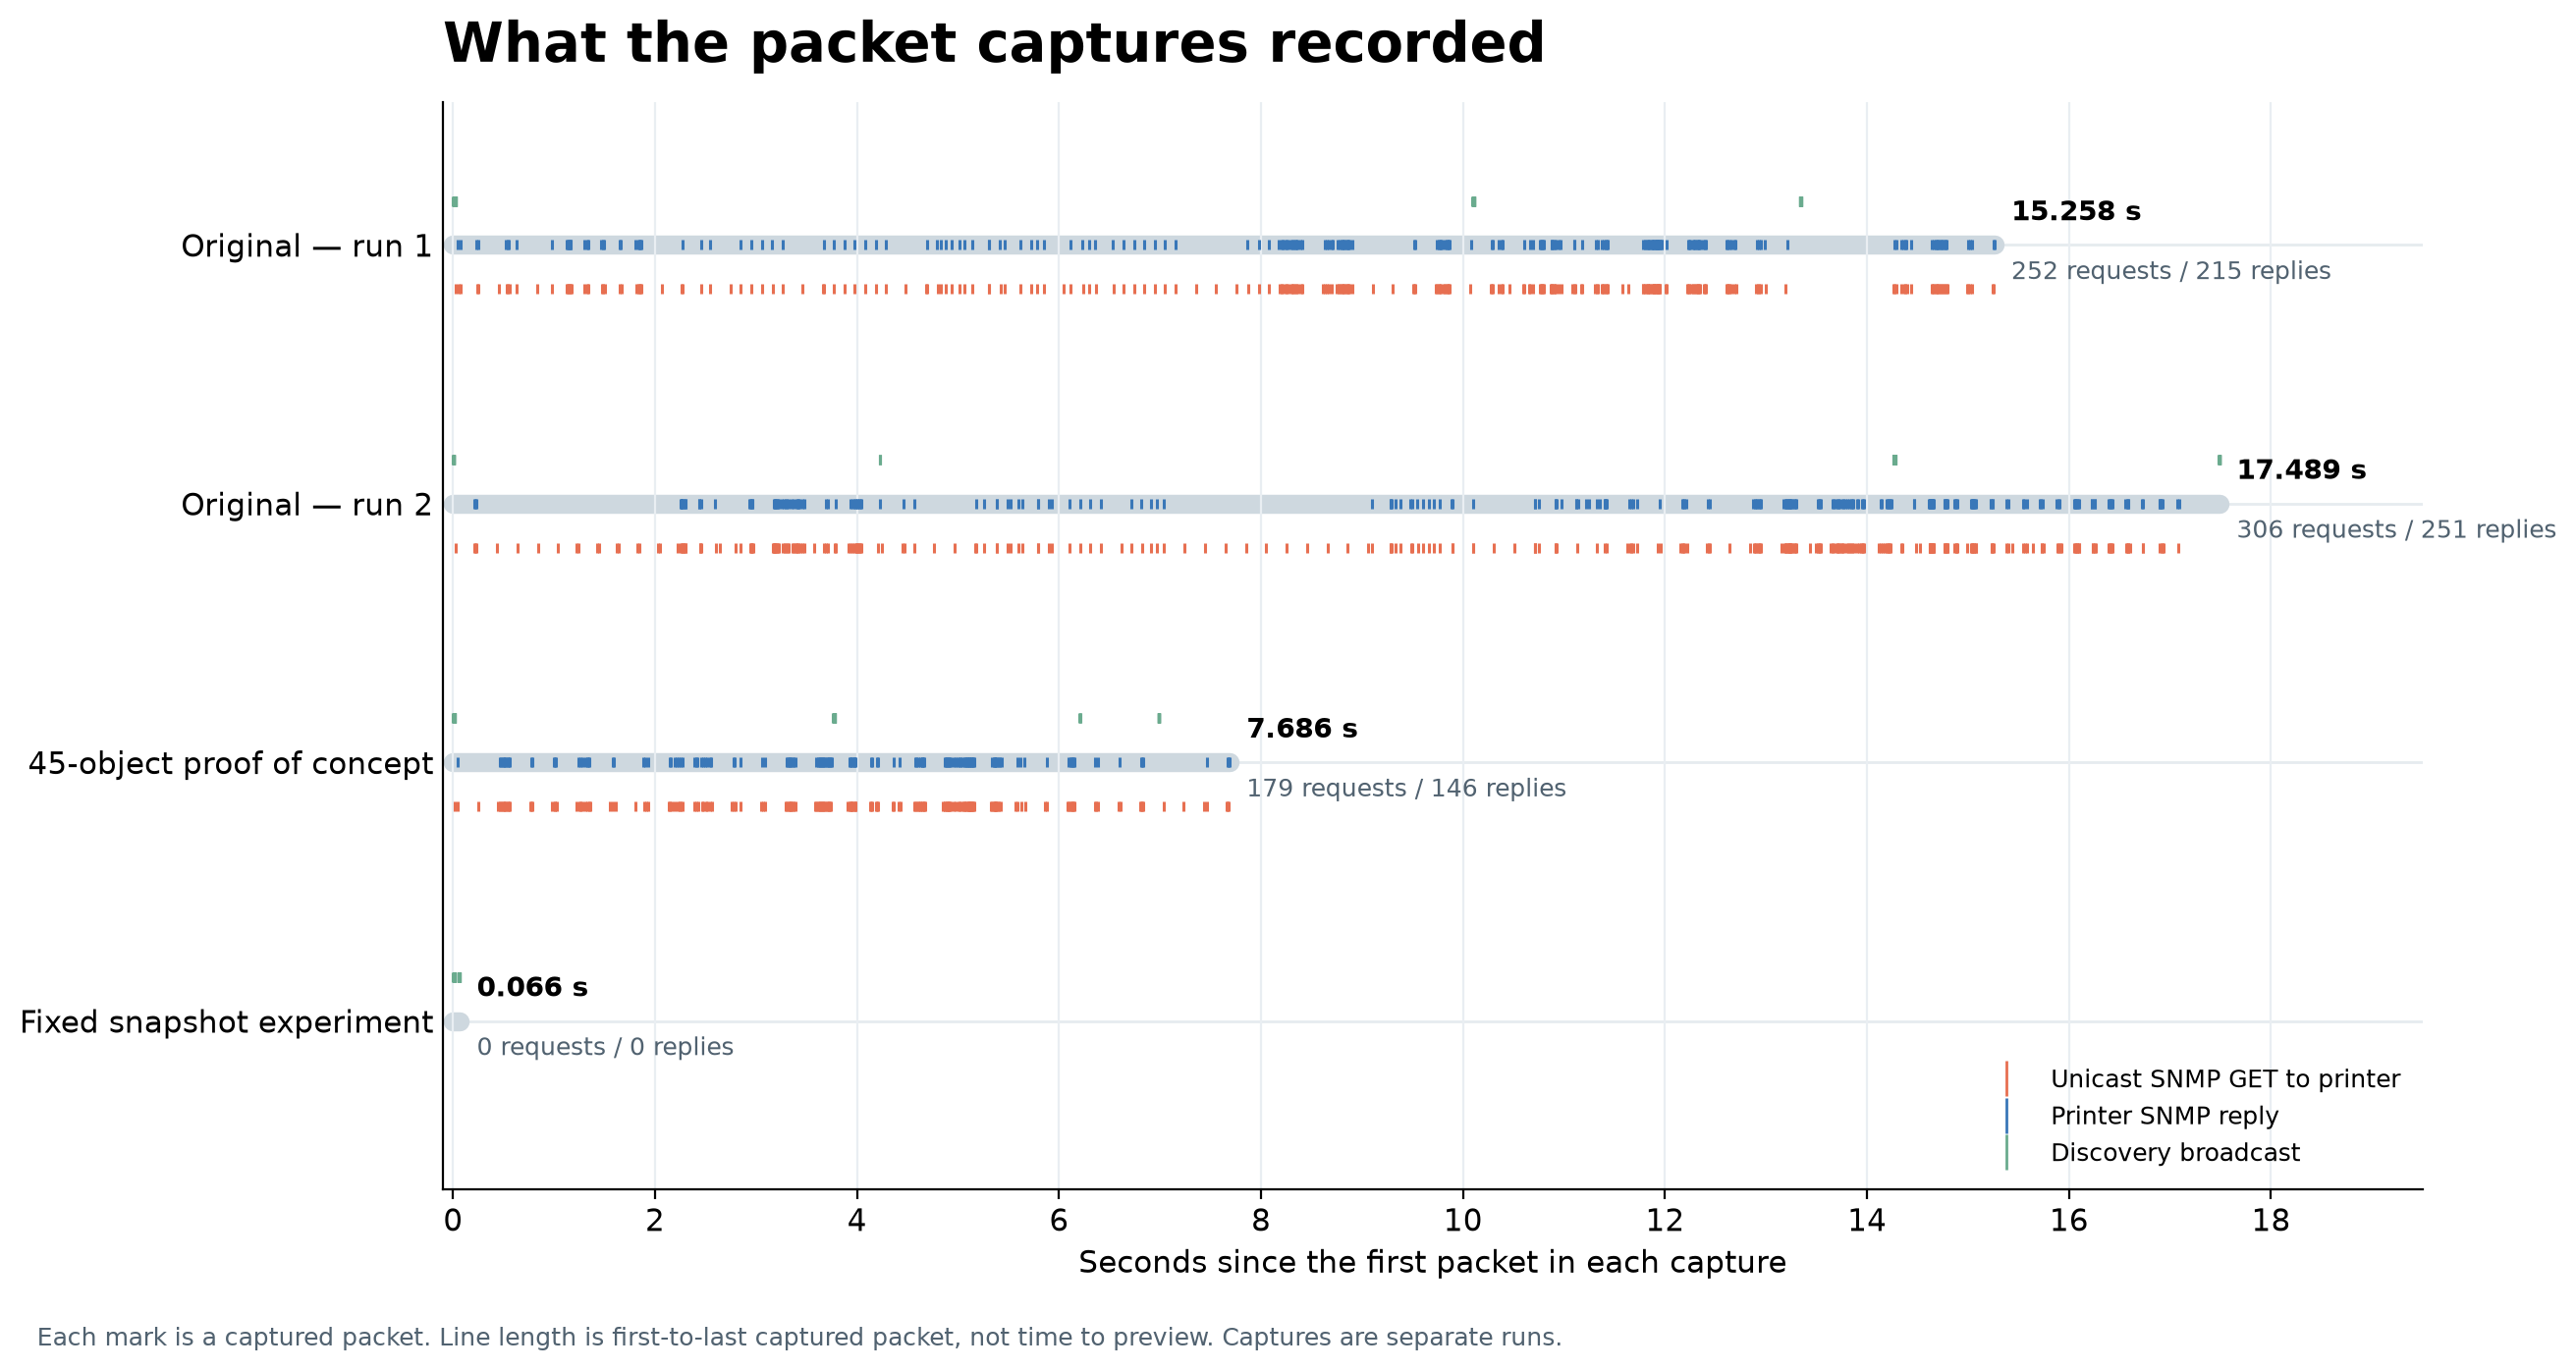 What the packet captures recorded
Original — run 1
15.258 s
252 requests / 215 replies
Original — run 2
17.489 s
306 requests / 251 replies
45-object proof of concept
7.686 s
179 requests / 146 replies
Fixed snapshot experiment
0.066 s
0 requests / 0 replies
Unicast SNMP GET to printer
Printer SNMP reply
Discovery broadcast
0 2 4 6 8 10 12 14 16 18
Seconds since the first packet in each capture
Each mark is a captured packet. Line length is first-to-last captured packet, not time to preview. Captures are separate runs.